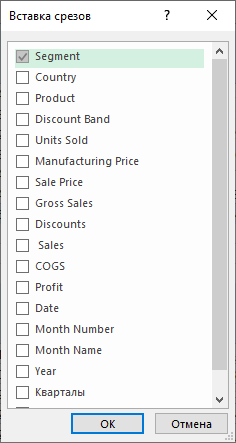 Вставка срезов
Segment
Country
Product
Discount Band
Units Sold
Manufacturing Price
Sale Price
Gross Sales
Discounts
Sales
COGS
Profit
Date
Month Number
Month Name
Year
Кварталы
ОК
Отмена